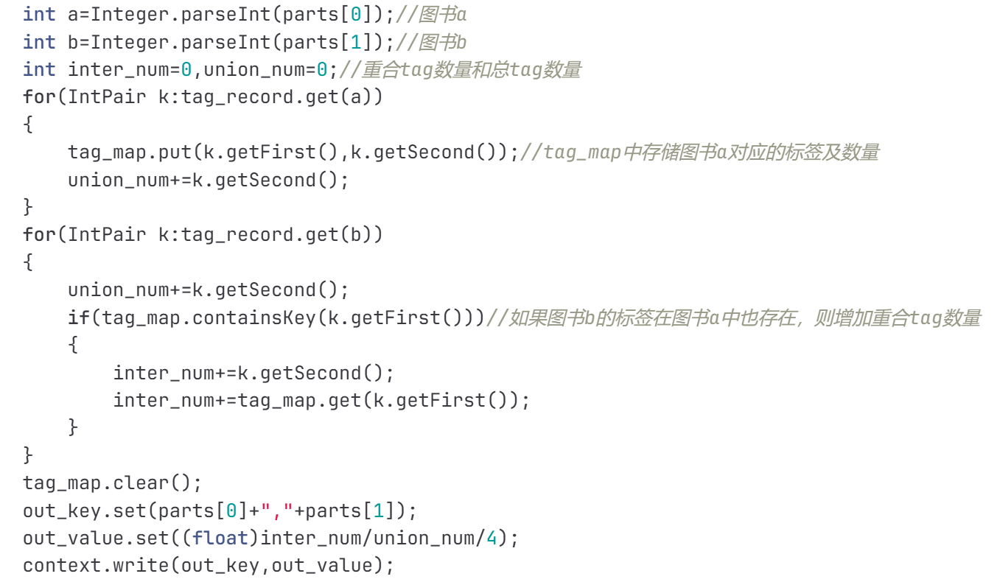 int a=Integer.parseInt(parts[0]);//图书a
int b=Integer.parseInt(parts[1]);//图书b
int inter_num=0,union_num=0;//重合tag数量和总tag数量
for(IntPair k:tag_record.get(a))
{
    tag_map.put(k.getFirst(),k.getSecond());//tag_map中存储图书a对应的标签及数量
    union_num+=k.getSecond();
}
for(IntPair k:tag_record.get(b))
{
    union_num+=k.getSecond();
    if(tag_map.containsKey(k.getFirst()))//如果图书b的标签在图书a中也存在，则增加重合tag数量
    {
        inter_num+=k.getSecond();
        inter_num+=tag_map.get(k.getFirst());
    }
}
tag_map.clear();
out_key.set(parts[0]+","+parts[1]);
out_value.set((float)inter_num/union_num/4);
context.write(out_key,out_value);